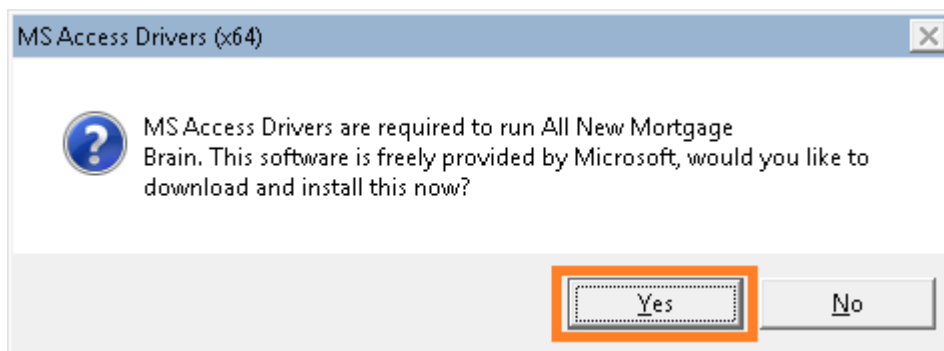 MS Access Drivers (x64)
MS Access Drivers are required to run All New Mortgage
Brain. This software is freely provided by Microsoft, would you like to
download and install this now?
Yes No